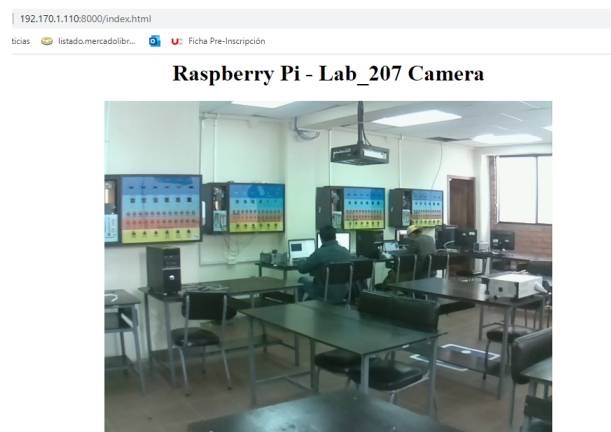 192.170.1.110:8000/index.html
ticias listado.mercadolibr... Ficha Pre-Inscripción
Raspberry Pi - Lab_207 Camera